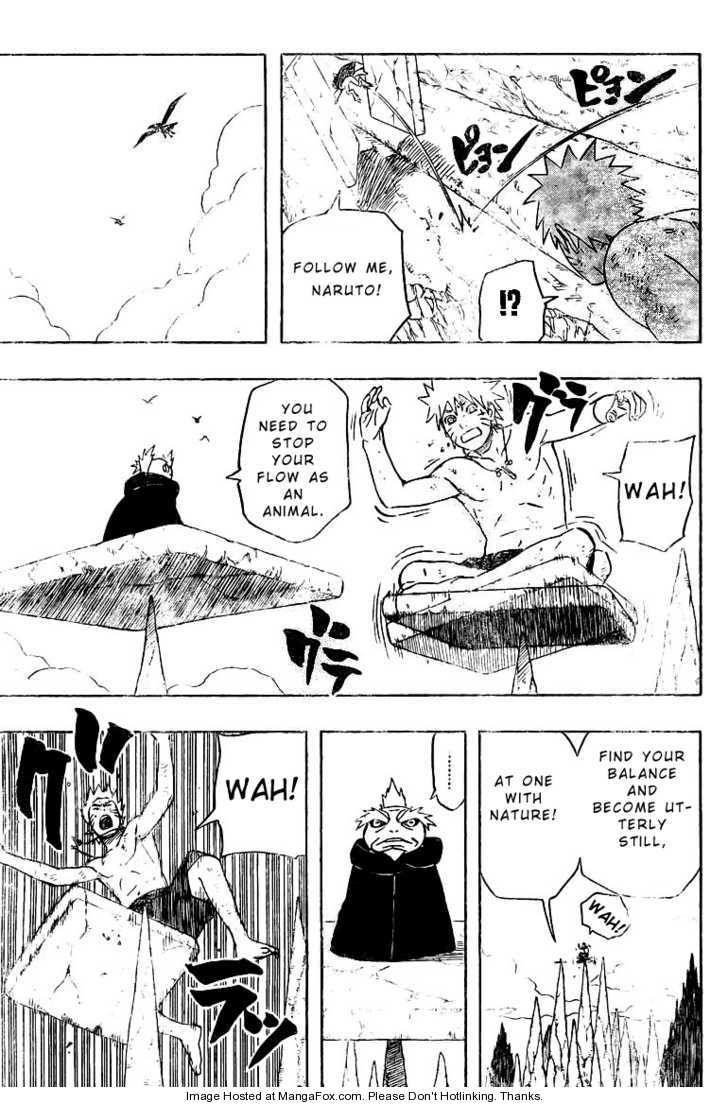 ピョン
ピョーン
FOLLOW ME,
NARUTO!
!?
グラ
WAH!
YOU
NEED TO
STOP
YOUR
FLOW AS
AN
ANIMAL.
グラ
FIND YOUR
BALANCE
AND
BECOME UT-
TERLY
STILL,
AT ONE
WITH
NATURE!
WAH!
.........
WAH!
グ
ラッ
Image Hosted at MangaFox.com. Please Don't Hotlinking. Thanks.